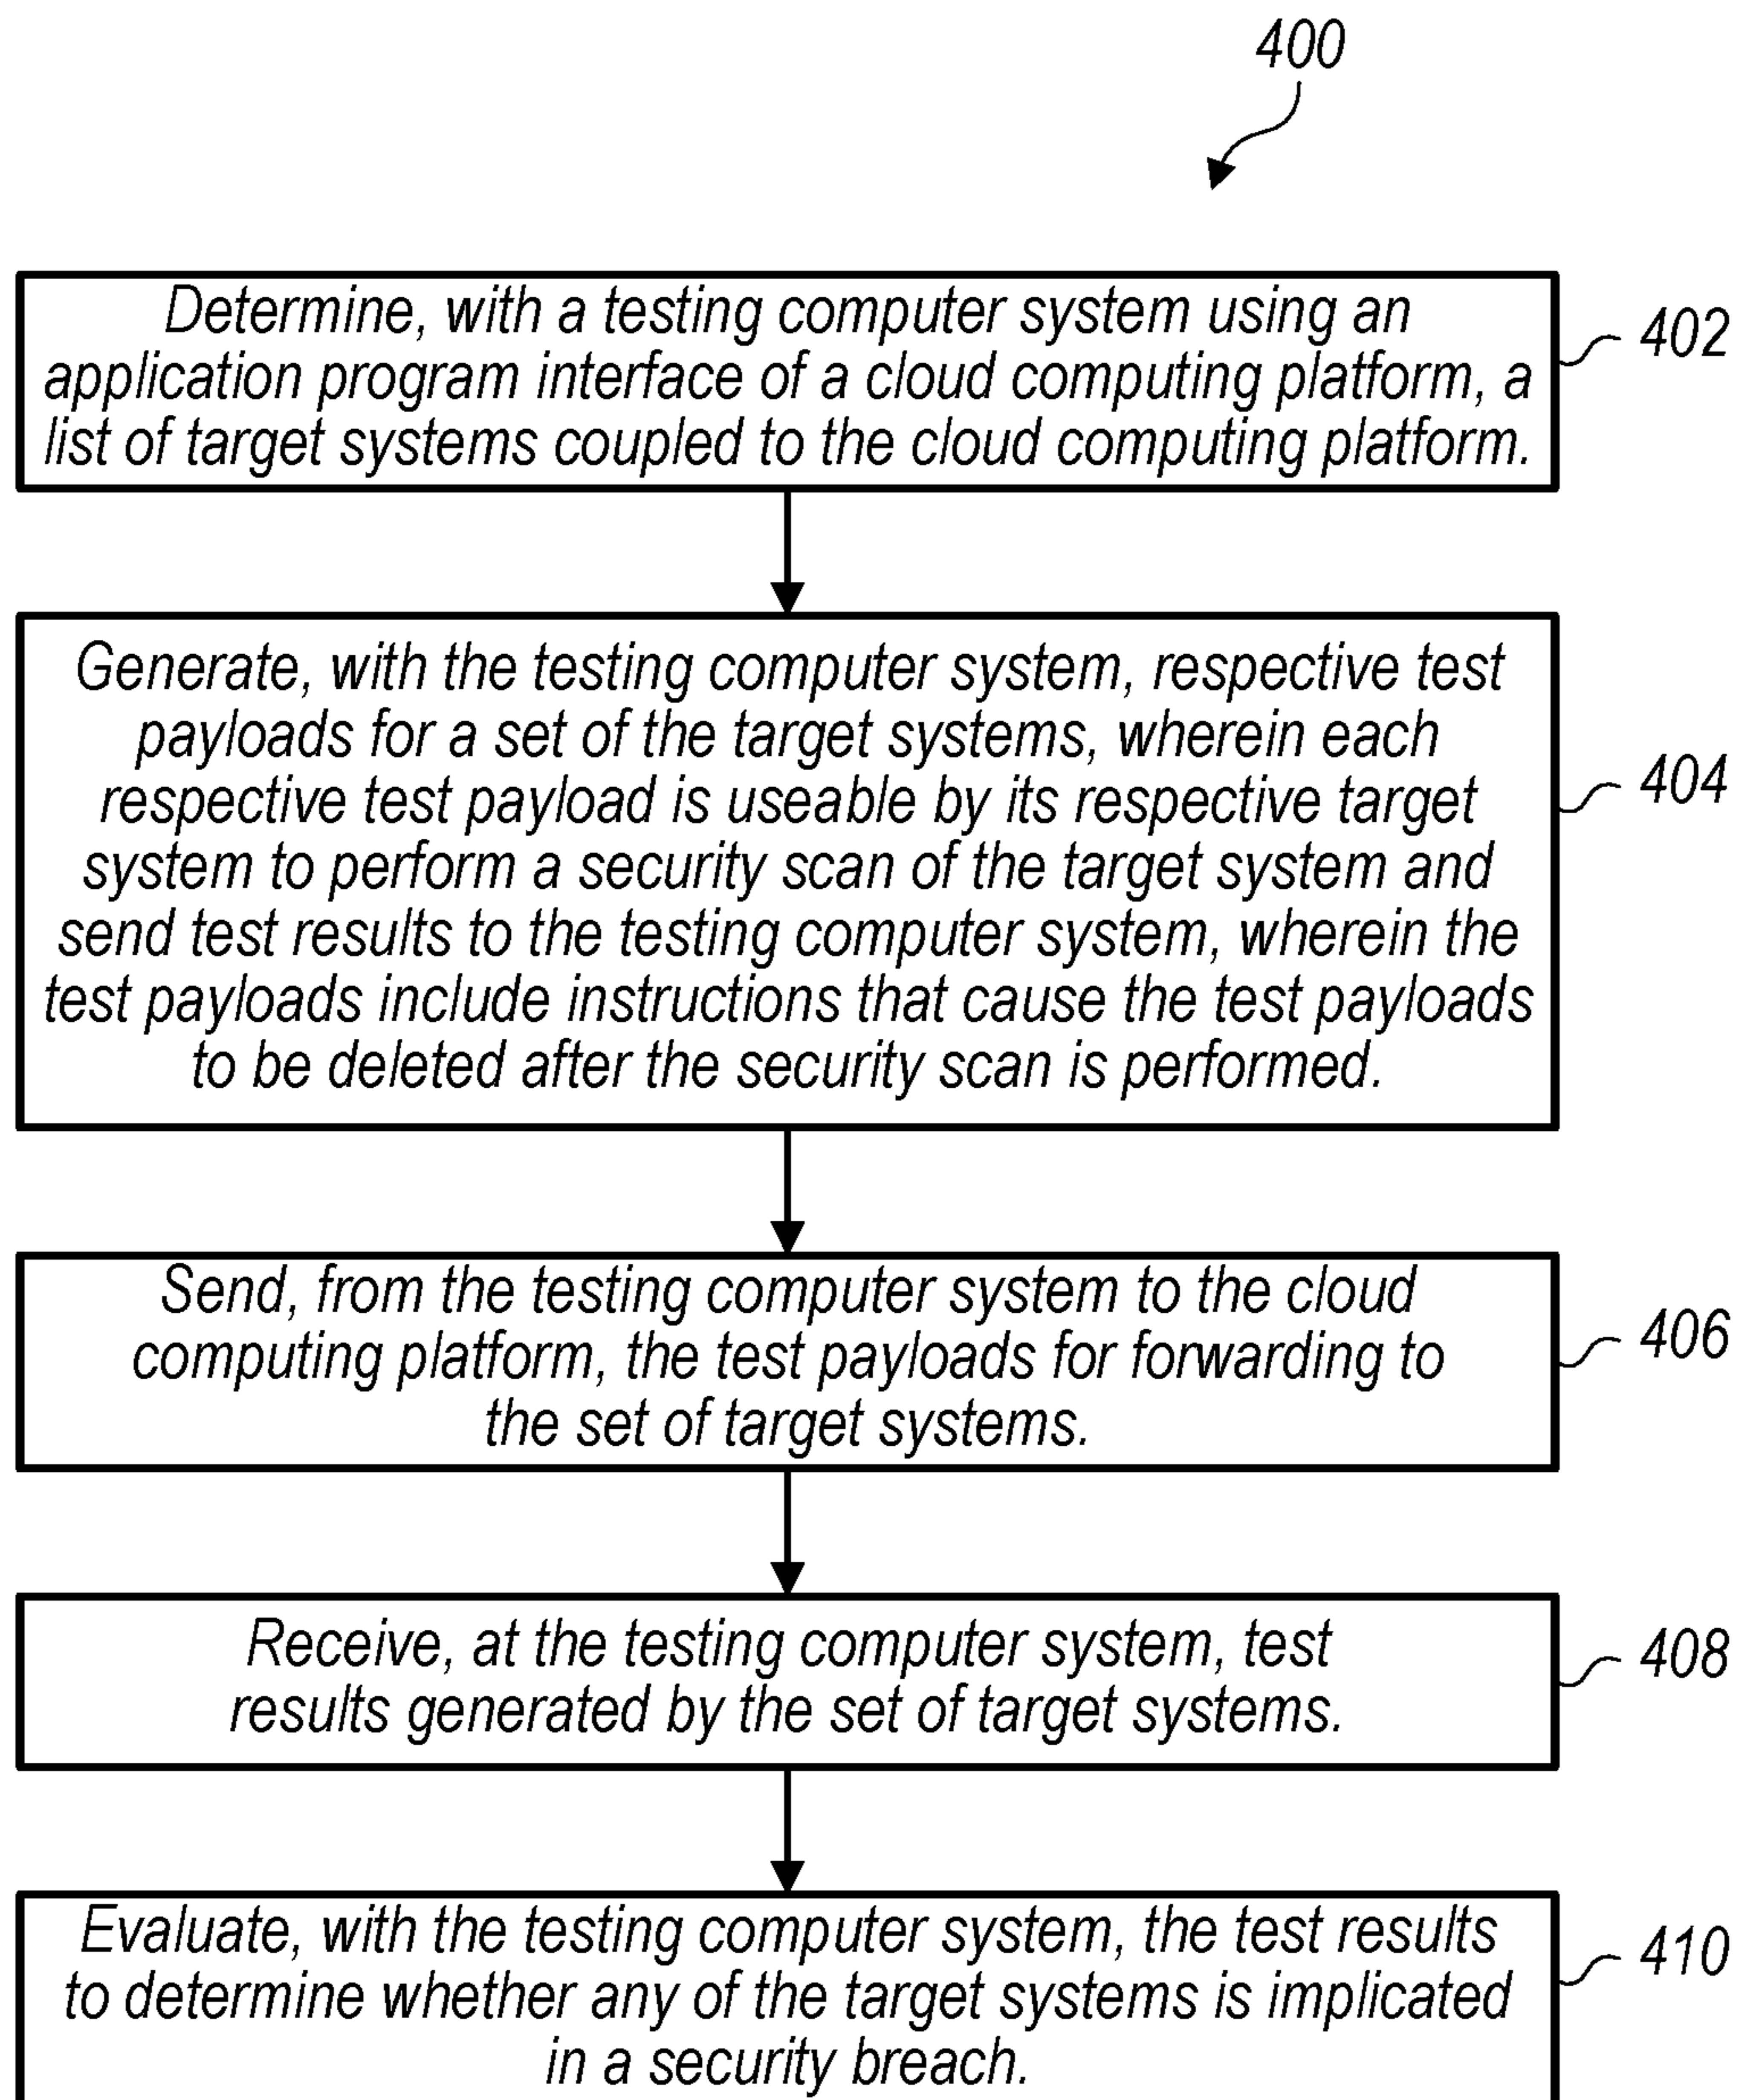 400
Determine, with a testing computer system using an
application program interface of a cloud computing platform, a
list of target systems coupled to the cloud computing platform.
402
Generate, with the testing computer system, respective test
payloads for a set of the target systems, wherein each
respective test payload is useable by its respective target
system to perform a security scan of the target system and
send test results to the testing computer system, wherein the
test payloads include instructions that cause the test payloads
to be deleted after the security scan is performed.
404
Send, from the testing computer system to the cloud
computing platform, the test payloads for forwarding to
the set of target systems.
406
Receive, at the testing computer system, test
results generated by the set of target systems.
408
Evaluate, with the testing computer system, the test results
to determine whether any of the target systems is implicated
in a security breach.
410